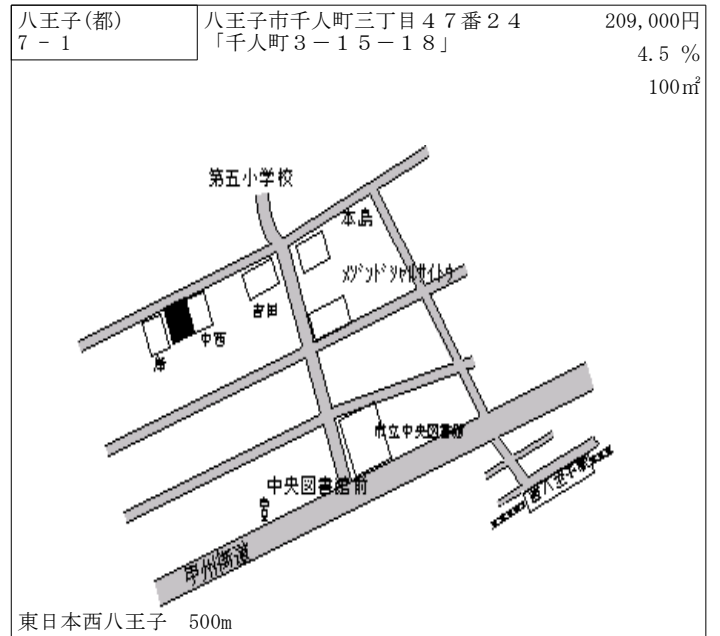 八王子(都)
7 - 1
八王子市千人町三丁目４７番２４
「千人町３－１５－１８」
209,000円
4.5 %
100㎡
第五小学校
本島
メゾンドシャルサイトウ
吉田
中西
岸
市立中央図書館
中央図書館前
西八王子駅
甲州街道
東日本西八王子　500m